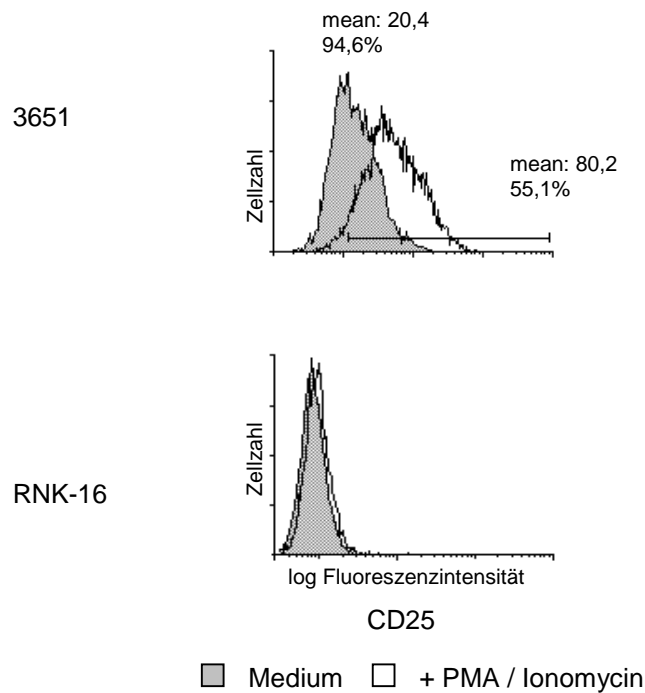 mean: 20,4
94,6%
3651
Zellzahl
mean: 80,2
55,1%
RNK-16
Zellzahl
log Fluoreszenzintensität
CD25
Medium
+ PMA / Ionomycin